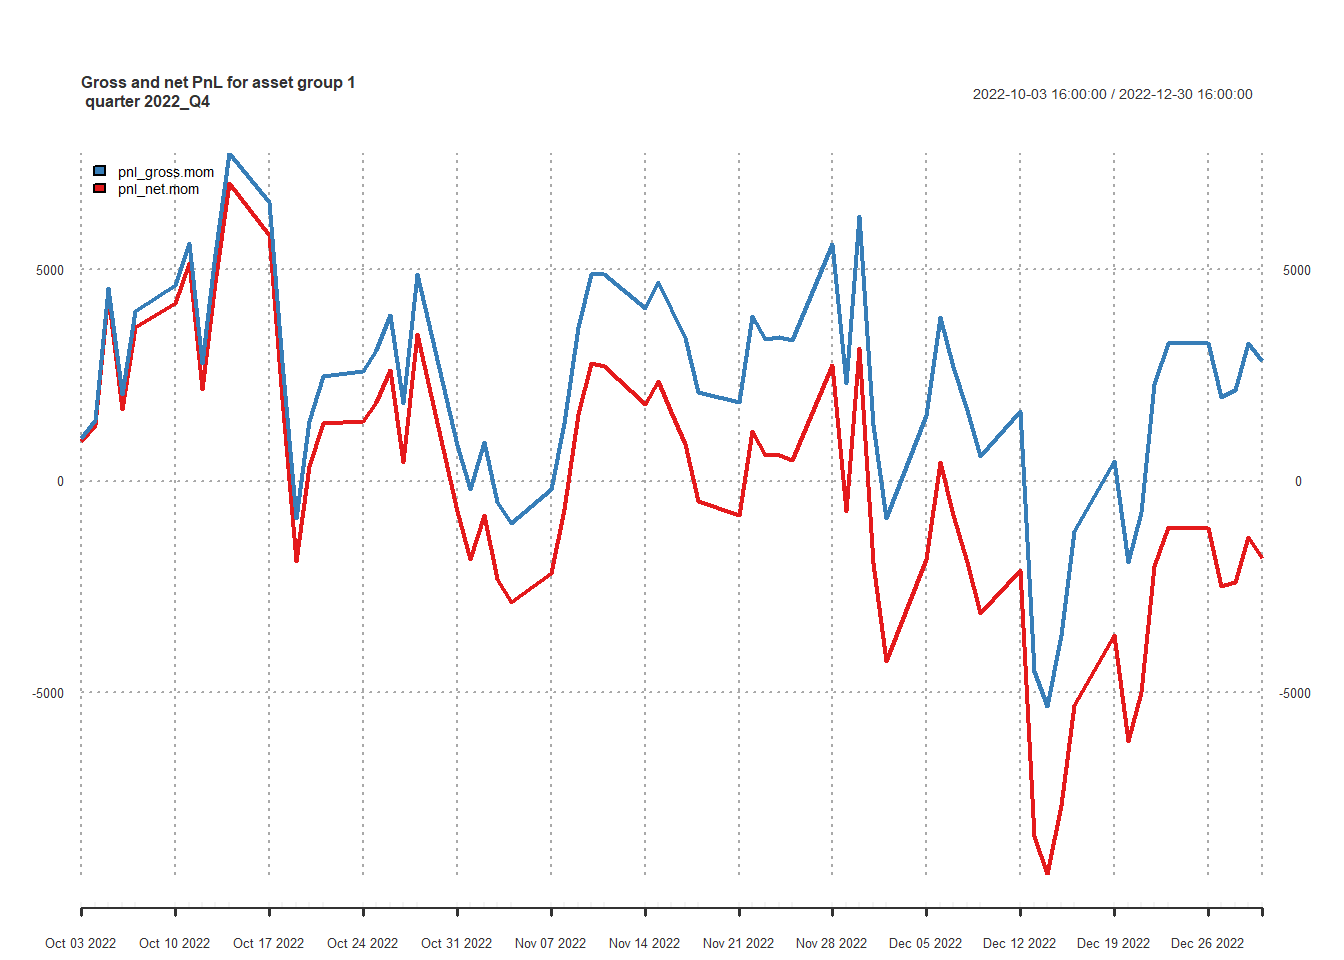 Gross and net PnL for asset group 1
quarter 2022_Q4
2022-10-03 16:00:00 / 2022-12-30 16:00:00
pnl_gross.mom
pnl_net.mom
5000
5000
0
0
-5000
-5000
Oct 03 2022
Oct 10 2022
Oct 17 2022
Oct 24 2022
Oct 31 2022
Nov 07 2022
Nov 14 2022
Nov 21 2022
Nov 28 2022
Dec 05 2022
Dec 12 2022
Dec 19 2022
Dec 26 2022